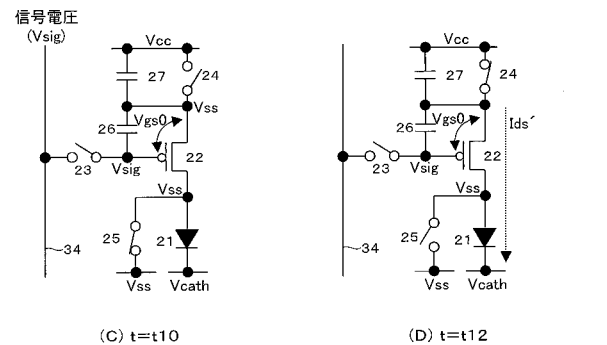 信号電圧
(Vsig)
Vcc
27
24
Vss
26
Vgs0
22
23
Vsig
Vss
25
21
34
Vss
Vcath
(C) t=t10
Vcc
27
24
26
Vgs0
Ids´
22
23
Vsig
Vss
25
21
34
Vss
Vcath
(D) t=t12